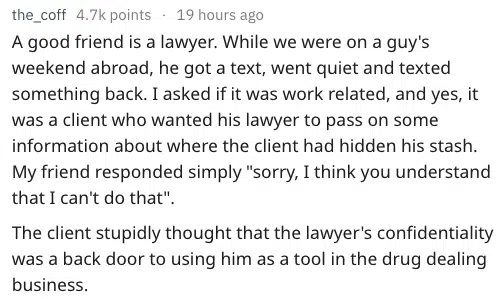 the_coff 4.7k points · 19 hours ago
A good friend is a lawyer. While we were on a guy's
weekend abroad, he got a text, went quiet and texted
something back. I asked if it was work related, and yes, it
was a client who wanted his lawyer to pass on some
information about where the client had hidden his stash.
My friend responded simply "sorry, I think you understand
that I can't do that".
The client stupidly thought that the lawyer's confidentiality
was a back door to using him as a tool in the drug dealing
business.